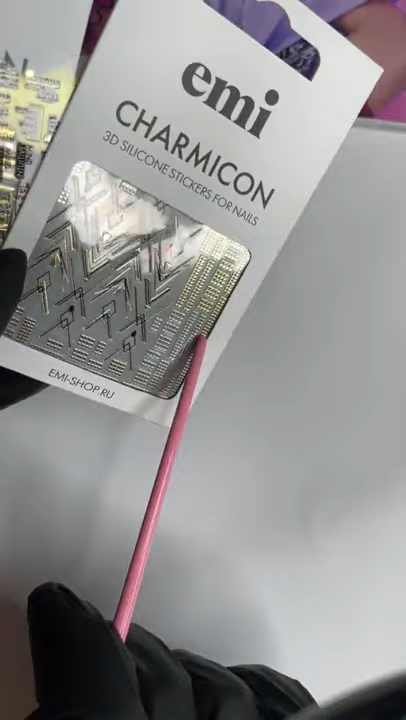 emi
CHARMICON
3D SILICONE STICKERS FOR NAILS
EMI-SHOP.RU